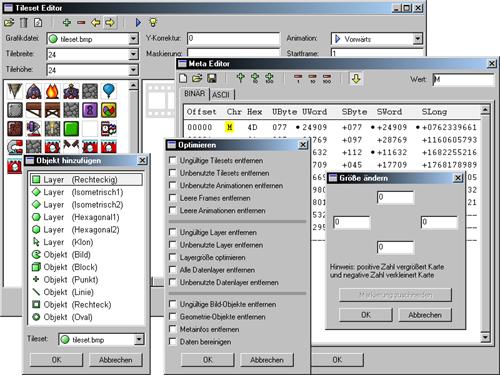 Tileset Editor
Grafikdatei: tileset.bmp
Y-Korrektur: 0
Animation: Vorwärts
Tilebreite: 24
Maskierung:
Startframe: 1
Tilehöhe: 24
Meta Editor
+ + 10 + 100 − 1 − 10 − 100
Wert: M
BINÄR ASCII
Offset Chr Hex UByte UWord SByte SWord SLong
00000 M 4D 077 24909 +077 +24909 +0762339661
+097 +28769 -1160605793
+112 +11632 +1682255216
+045 +17709 +1768178989
Objekt hinzufügen
Layer (Rechteckig)
Layer (Isometrisch1)
Layer (Isometrisch2)
Layer (Hexagonal1)
Layer (Hexagonal2)
Layer (Klon)
Objekt (Bild)
Objekt (Block)
Objekt (Punkt)
Objekt (Linie)
Objekt (Rechteck)
Objekt (Oval)
Tileset: tileset.bmp
OK Abbrechen
Optimieren
Ungültige Tilesets entfernen
Unbenutzte Tilesets entfernen
Unbenutzte Animationen entfernen
Leere Frames entfernen
Leere Animationen entfernen
Ungültige Layer entfernen
Unbenutzte Layer entfernen
Layergröße optimieren
Alle Datenlayer entfernen
Unbenutzte Datenlayer entfernen
Ungültige Bild-Objekte entfernen
Geometrie-Objekte entfernen
Metainfos entfernen
Daten bereinigen
OK Abbrechen
Größe ändern
0
0 0
0
Hinweis: positive Zahl vergrößert Karte
und negative Zahl verkleinert Karte
Markierung zuschneiden
OK Abbrechen
OK